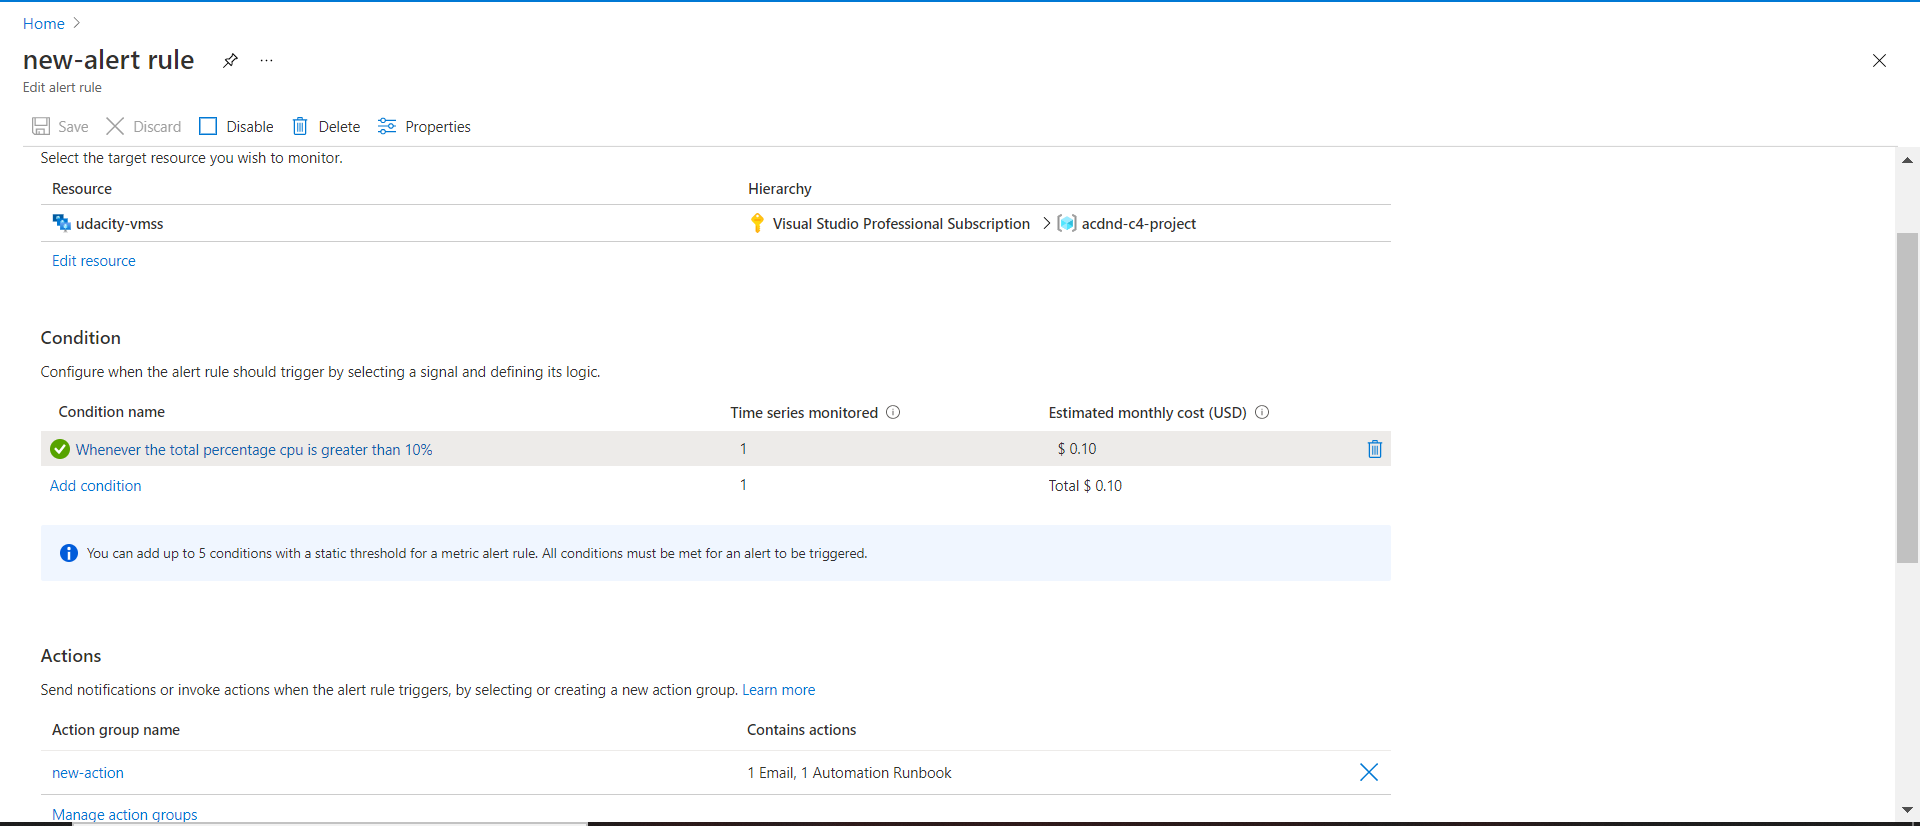 Home
new-alert rule
Edit alert rule
Save Discard Disable Delete Properties
Select the target resource you wish to monitor.
Resource Hierarchy
udacity-vmss Visual Studio Professional Subscription > acdnd-c4-project
Edit resource
Condition
Configure when the alert rule should trigger by selecting a signal and defining its logic.
Condition name Time series monitored Estimated monthly cost (USD)
Whenever the total percentage cpu is greater than 10% 1 $ 0.10
Add condition 1 Total $ 0.10
You can add up to 5 conditions with a static threshold for a metric alert rule. All conditions must be met for an alert to be triggered.
Actions
Send notifications or invoke actions when the alert rule triggers, by selecting or creating a new action group. Learn more
Action group name Contains actions
new-action 1 Email, 1 Automation Runbook
Manage action groups